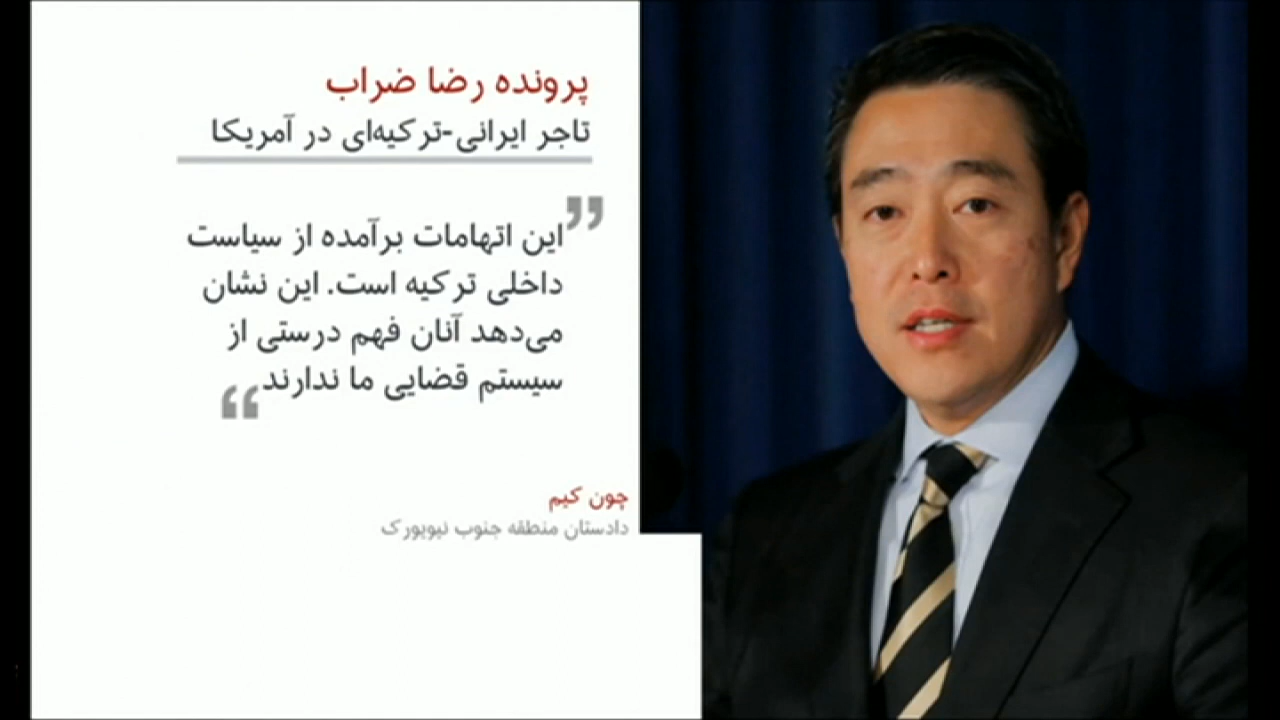 پرونده رضا ضراب
تاجر ایرانی-ترکیه‌ای در آمریکا
”این اتهامات برآمده از سیاست
داخلی ترکیه است. این نشان
می‌دهد آنان فهم درستی از
سیستم قضایی ما ندارند“
چون کیم
دادستان منطقه جنوب نیویورک